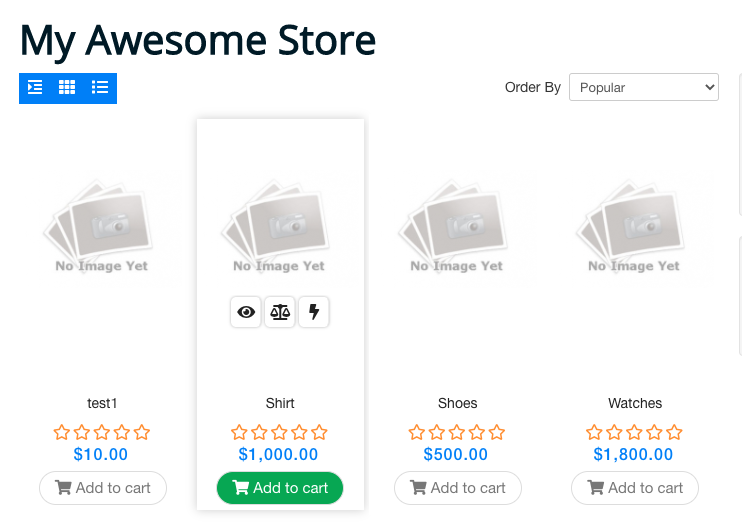 My Awesome Store
Order By Popular
No Image Yet No Image Yet No Image Yet No Image Yet
test1 Shirt Shoes Watches
$10.00 $1,000.00 $500.00 $1,800.00
Add to cart Add to cart Add to cart Add to cart